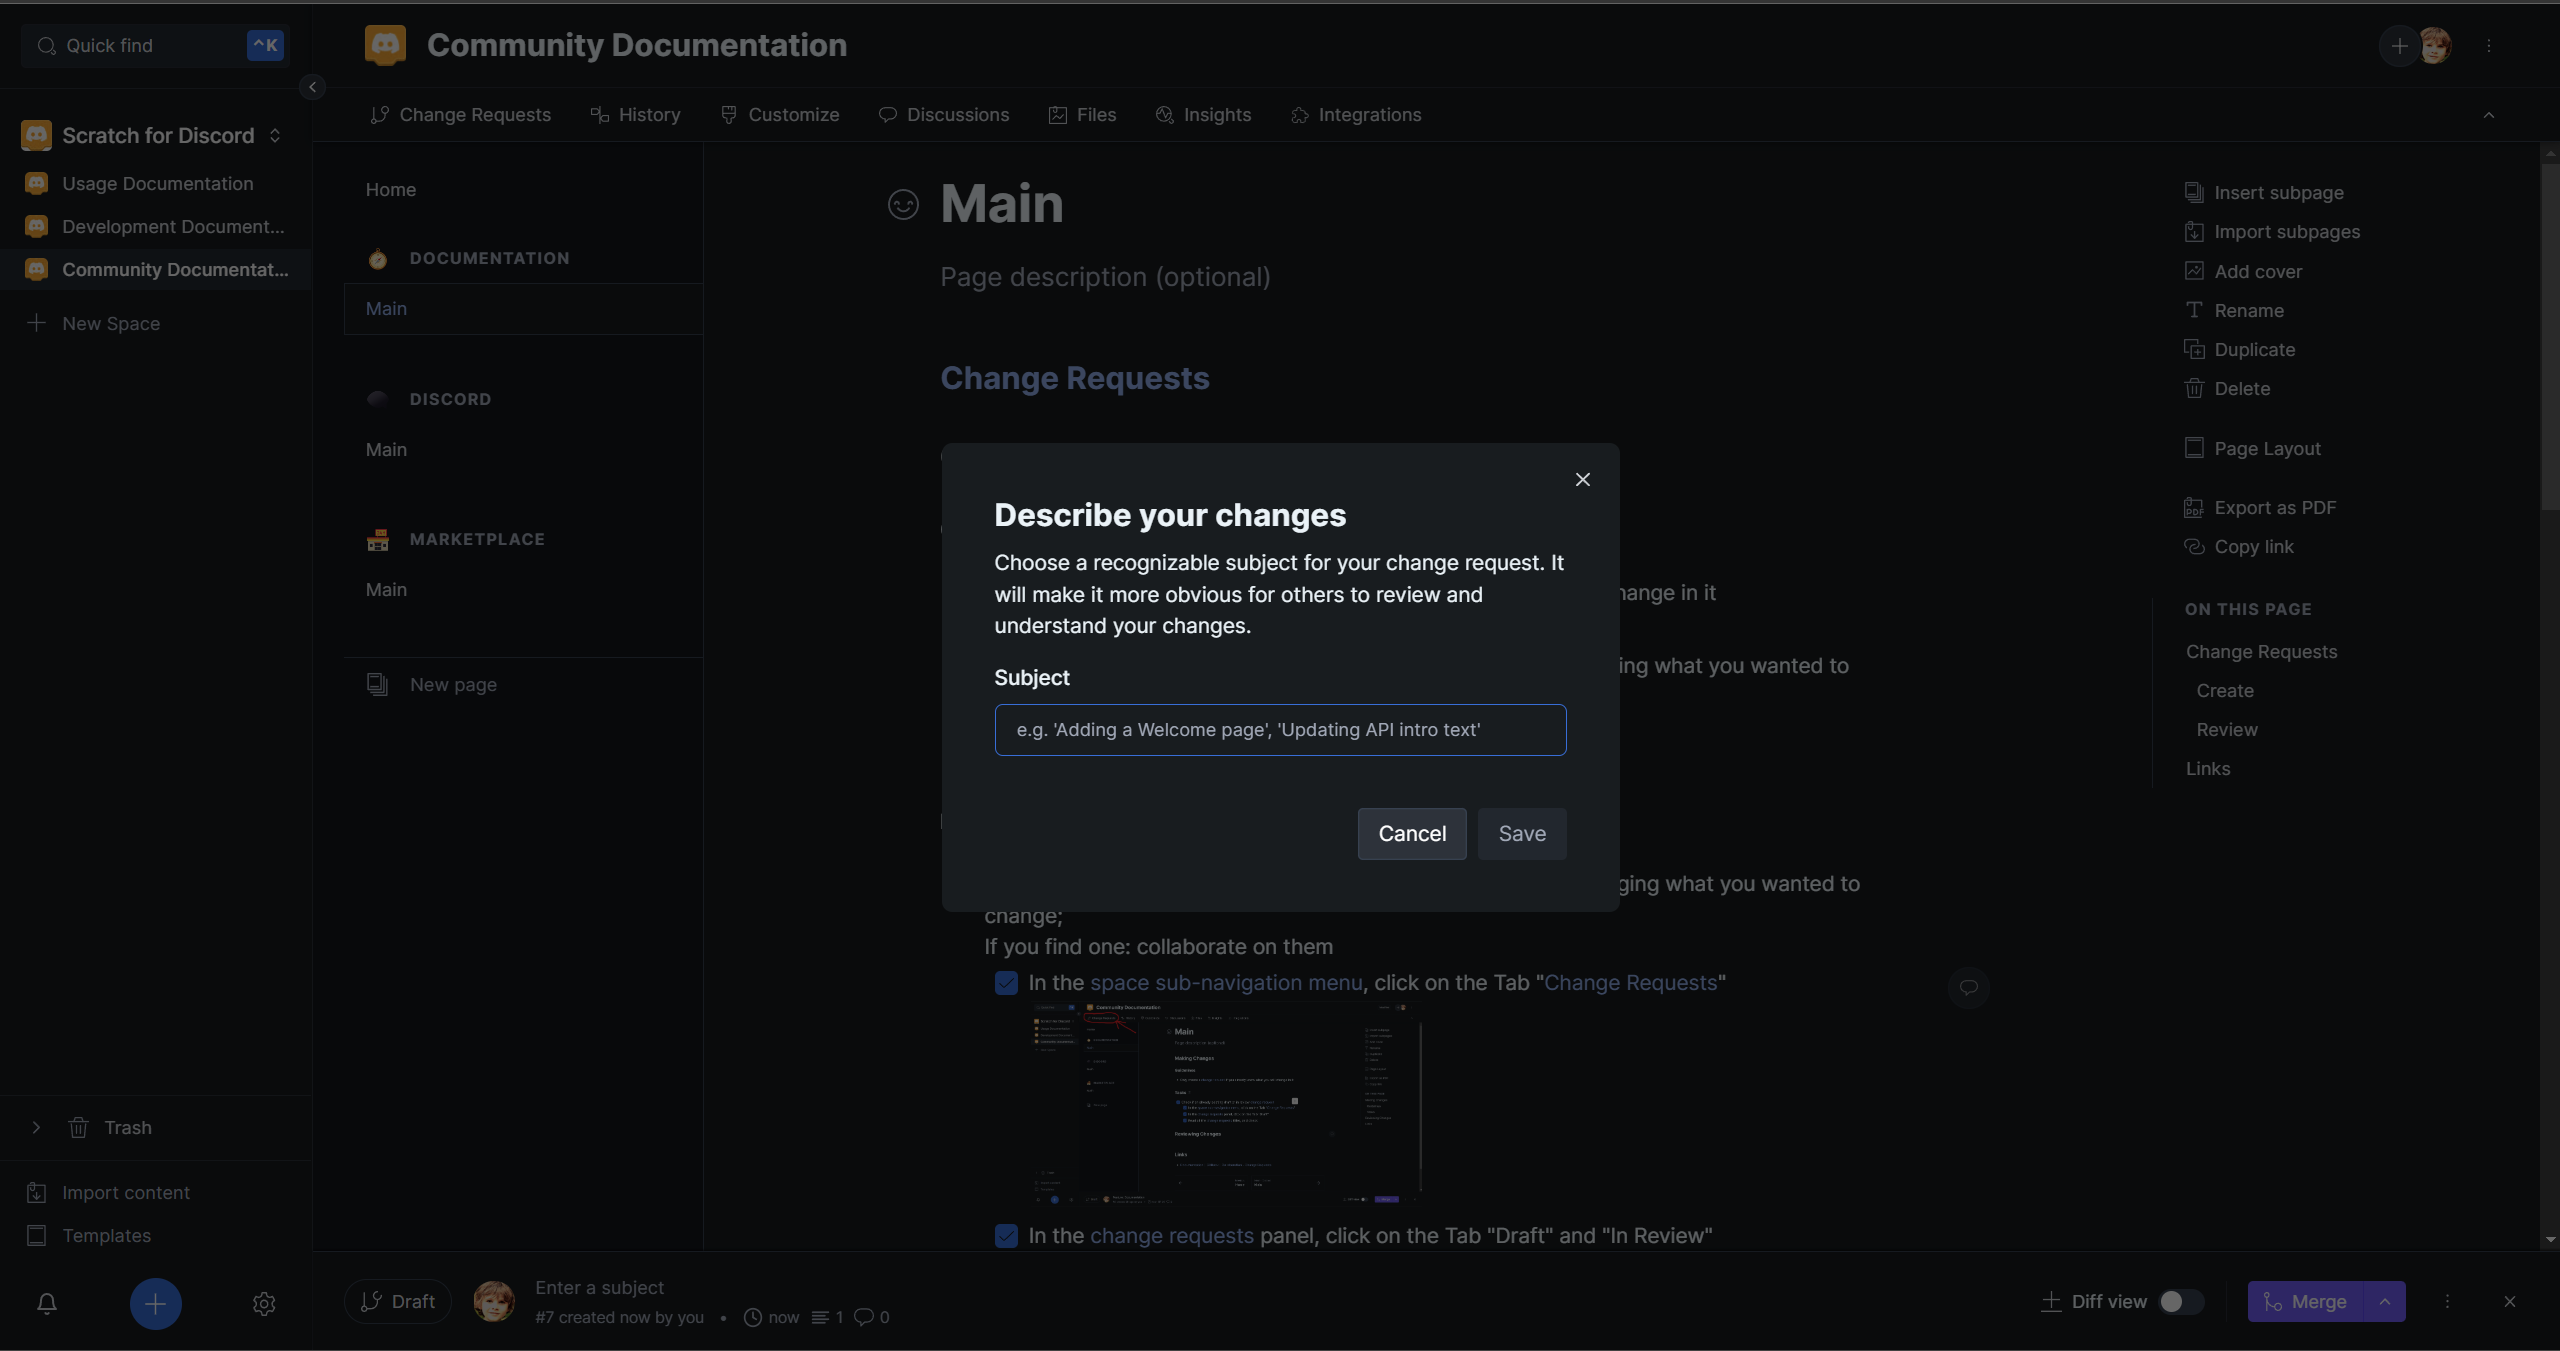 Quick find
^K
Scratch for Discord
Usage Documentation
Development Document...
Community Documentat...
New Space
Trash
Import content
Templates
Community Documentation
Change Requests
History
Customize
Discussions
Files
Insights
Integrations
Home
DOCUMENTATION
Main
DISCORD
Main
MARKETPLACE
Main
New page
Main
Page description (optional)
Change Requests
Describe your changes
Choose a recognizable subject for your change request. It
will make it more obvious for others to review and
understand your changes.
Subject
e.g. 'Adding a Welcome page', 'Updating API intro text'
Cancel
Save
in it
what you wanted to
what you wanted to
change;
If you find one: collaborate on them
In the space sub-navigation menu, click on the Tab "Change Requests"
Community Documentation
Main
Making Changes
Reviewing Changes
Links
In the change requests panel, click on the Tab "Draft" and "In Review"
Insert subpage
Import subpages
Add cover
Rename
Duplicate
Delete
Page Layout
Export as PDF
Copy link
ON THIS PAGE
Change Requests
Create
Review
Links
Draft
Enter a subject
#7 created now by you • now 1 0
Diff view
Merge